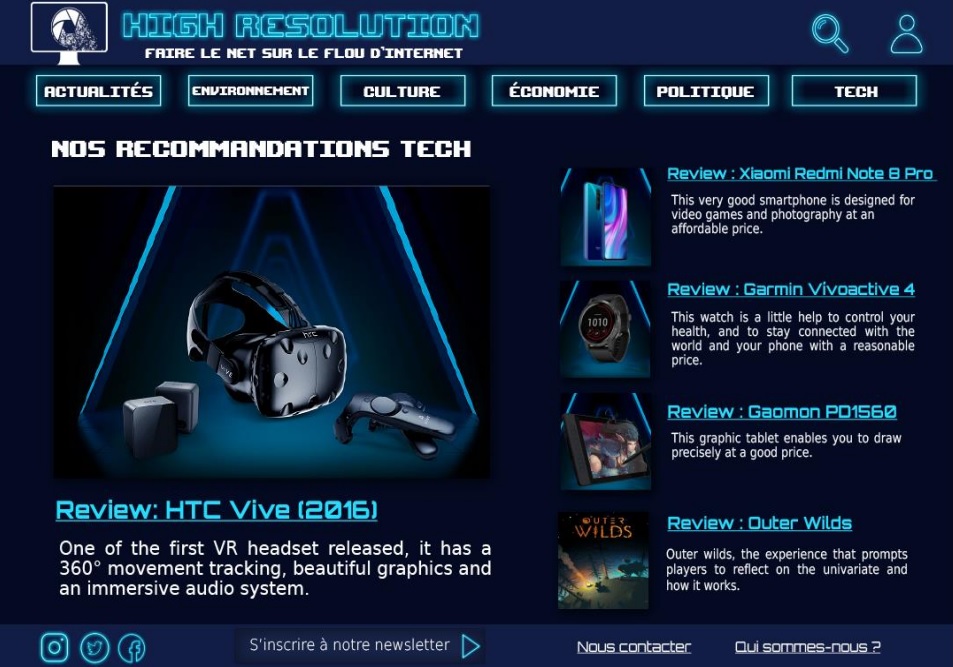 HIGH RESOLUTION
FAIRE LE NET SUR LE FLOU D'INTERNET
ACTUALITÉS
ENVIRONNEMENT
CULTURE
ÉCONOMIE
POLITIQUE
TECH
NOS RECOMMANDATIONS TECH
htc
Review: HTC Vive (2016)
One of the first VR headset released, it has a
360° movement tracking, beautiful graphics and
an immersive audio system.
Review : Xiaomi Redmi Note 8 Pro
This very good smartphone is designed for
video games and photography at an
affordable price.
1010
Review : Garmin Vivoactive 4
This watch is a little help to control your
health, and to stay connected with the
world and your phone with a reasonable
price.
Review : Gaomon PD1560
This graphic tablet enables you to draw
precisely at a good price.
OUTER
WILDS
Review : Outer Wilds
Outer wilds, the experience that prompts
players to reflect on the univariate and
how it works.
S'inscrire à notre newsletter
Nous contacter
Qui sommes-nous ?